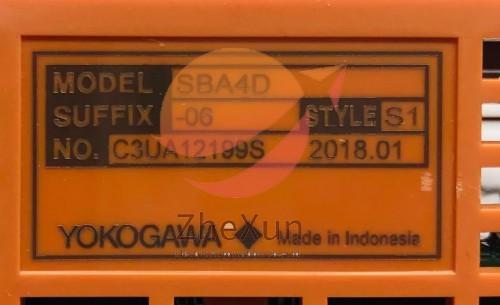 MODEL SBA4D
SUFFIX -06 STYLE S1
NO. C3UA12199S 2018.01
ZheXun
YOKOGAWA Made in Indonesia